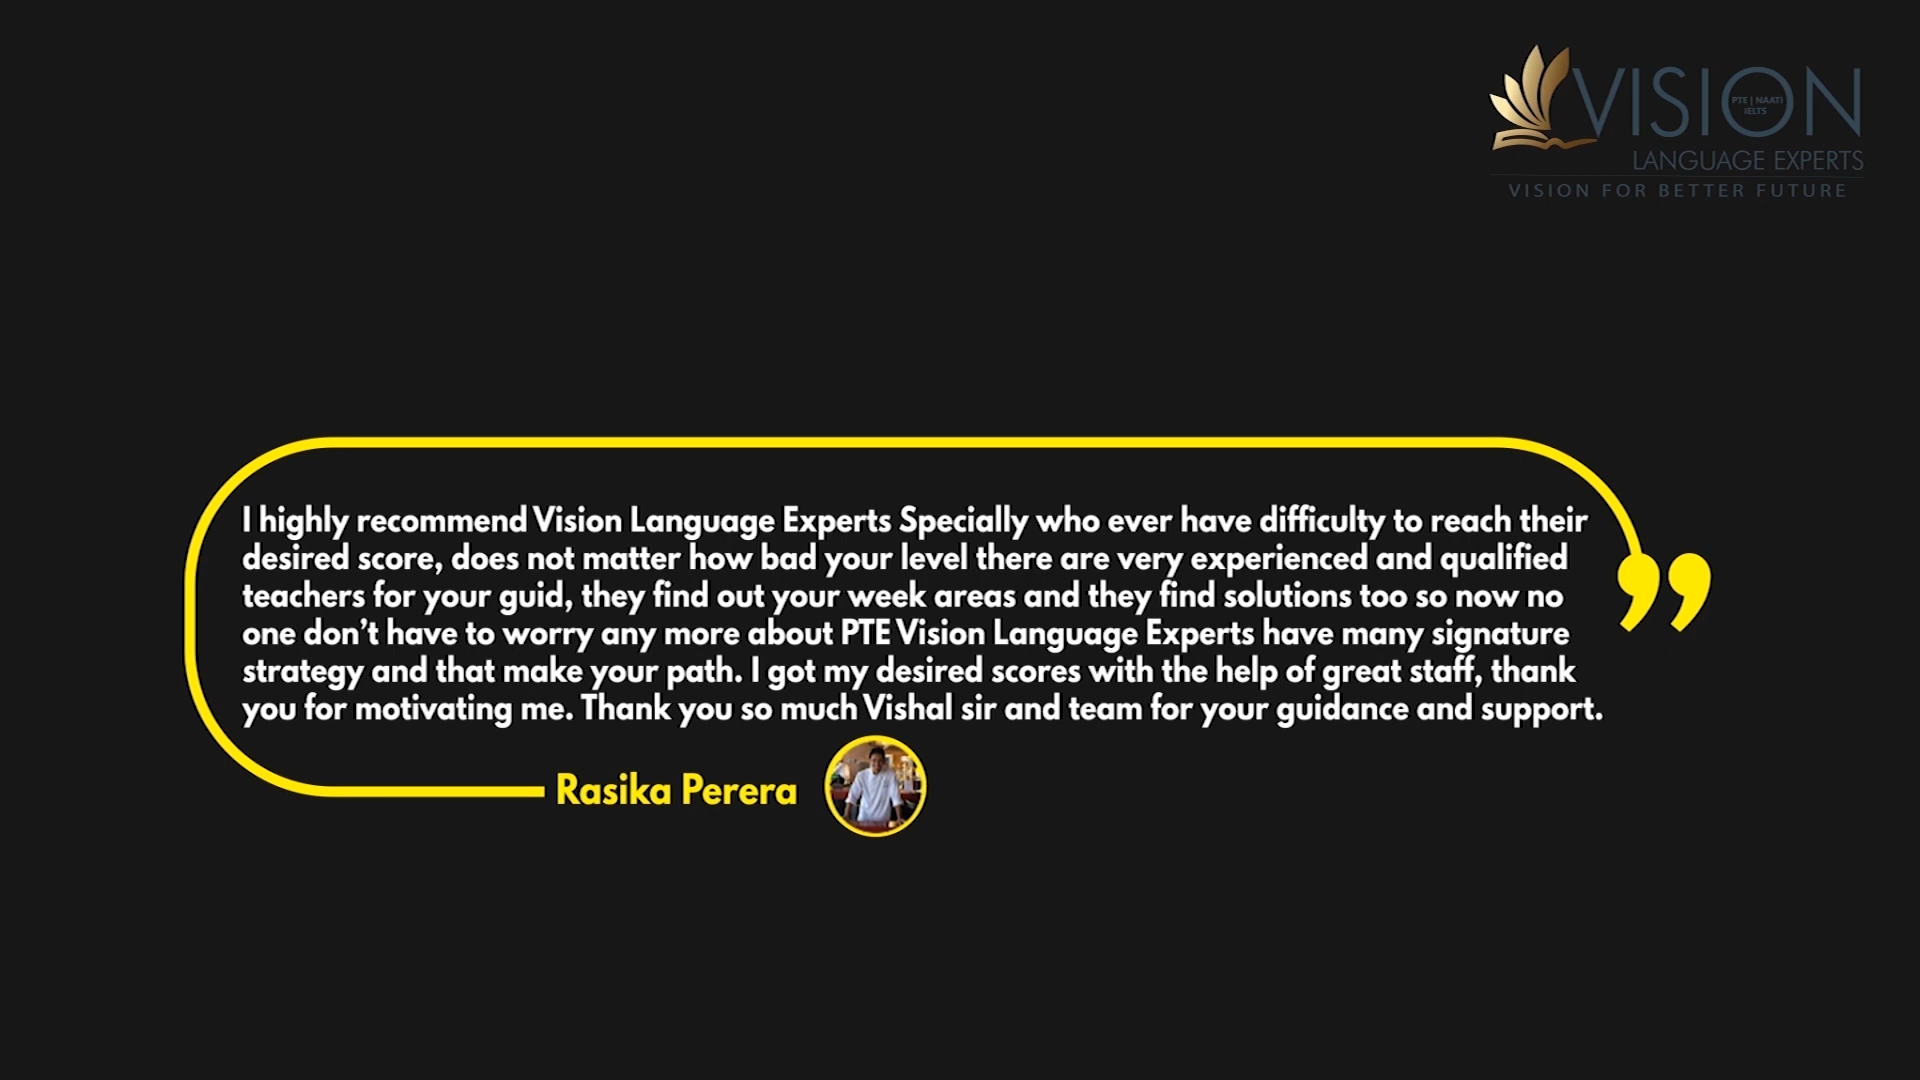 VISION
PTE | NAATI
IELTS
LANGUAGE EXPERTS
VISION FOR BETTER FUTURE
I highly recommend Vision Language Experts Specially who ever have difficulty to reach their
desired score, does not matter how bad your level there are very experienced and qualified
teachers for your guid, they find out your week areas and they find solutions too so now no
one don’t have to worry any more about PTE Vision Language Experts have many signature
strategy and that make your path. I got my desired scores with the help of great staff, thank
you for motivating me. Thank you so much Vishal sir and team for your guidance and support.
”
Rasika Perera